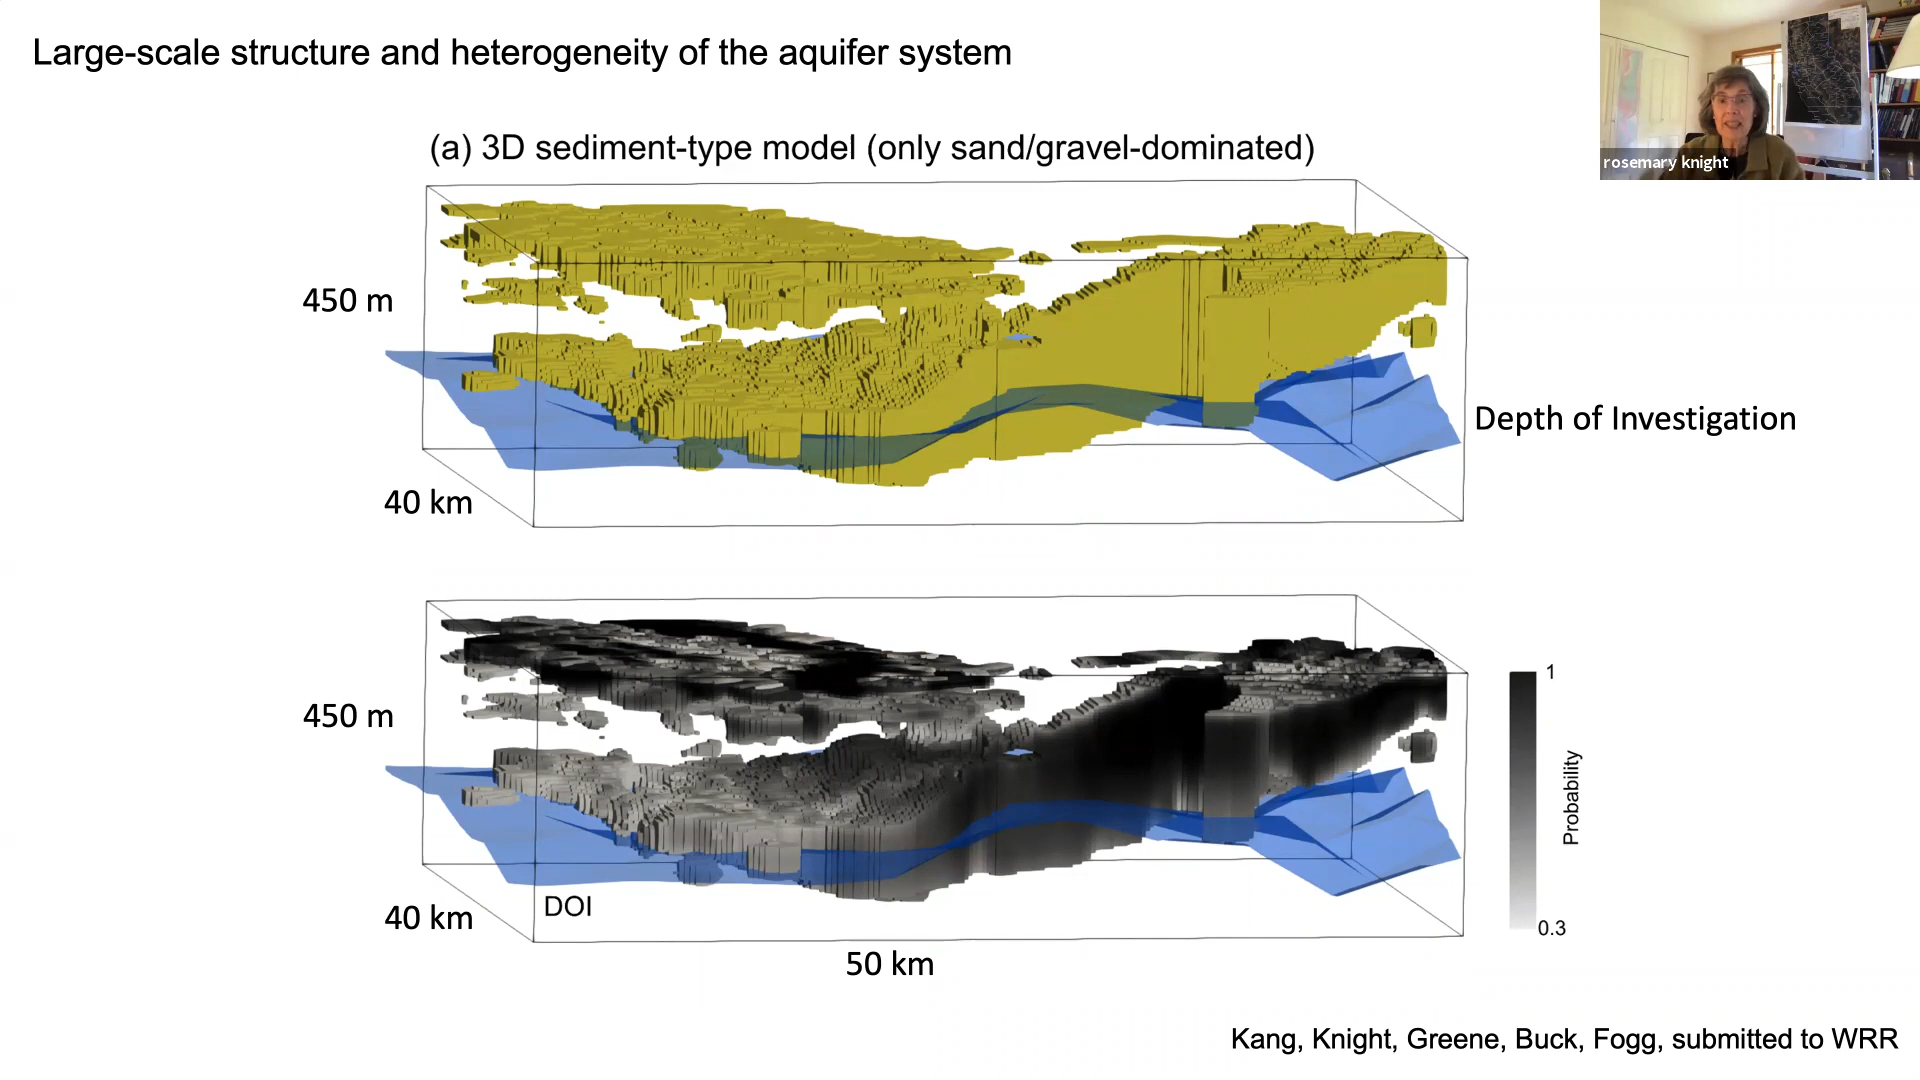 Large-scale structure and heterogeneity of the aquifer system
rosemary knight
(a) 3D sediment-type model (only sand/gravel-dominated)
450 m
Depth of Investigation
40 km
450 m
1
Probability
0.3
40 km
DOI
50 km
Kang, Knight, Greene, Buck, Fogg, submitted to WRR